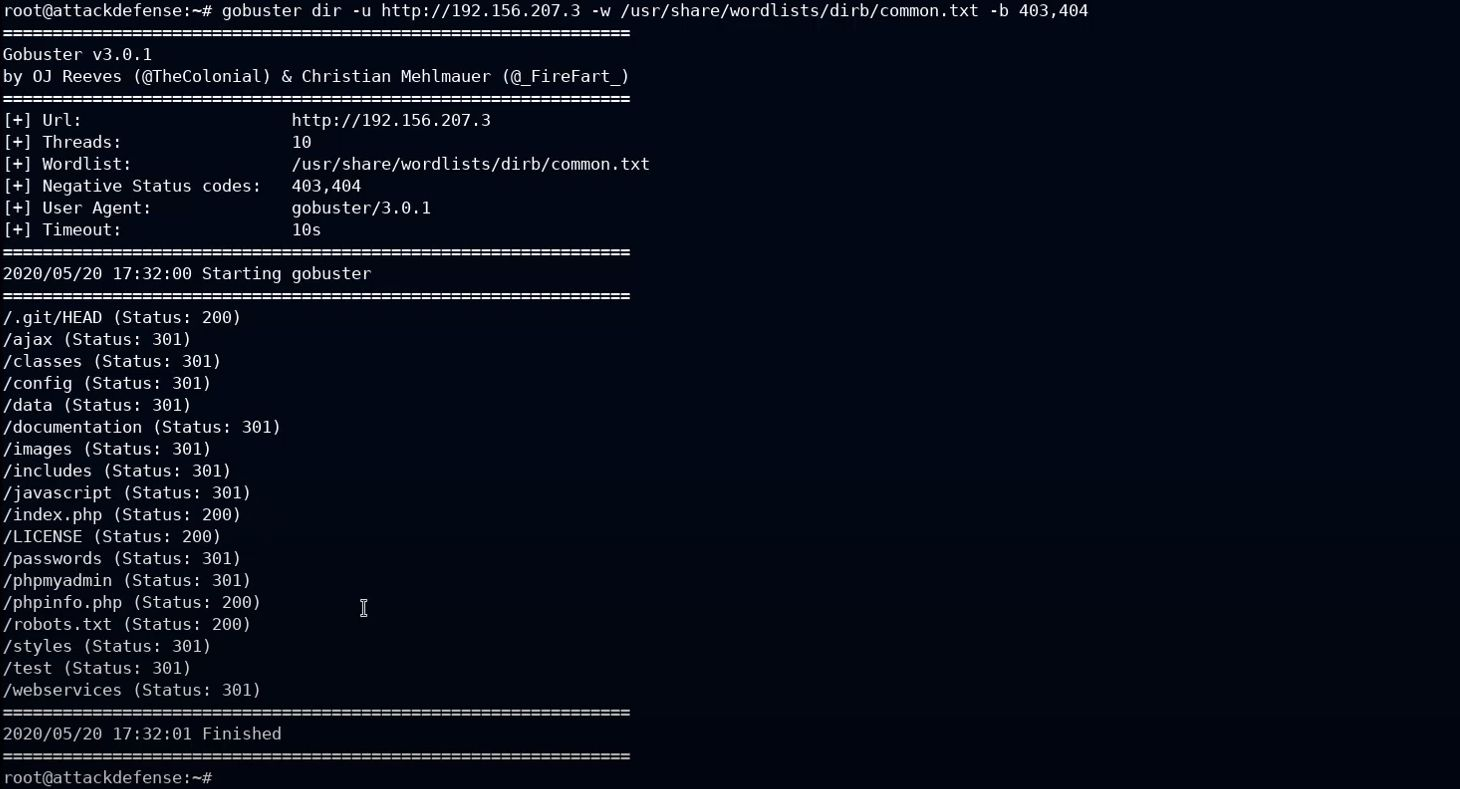 root@attackdefense:~# gobuster dir -u http://192.156.207.3 -w /usr/share/wordlists/dirb/common.txt -b 403,404
===============================================================
Gobuster v3.0.1
by OJ Reeves (@TheColonial) & Christian Mehlmauer (@_FireFart_)
===============================================================
[+] Url:                     http://192.156.207.3
[+] Threads:                 10
[+] Wordlist:                /usr/share/wordlists/dirb/common.txt
[+] Negative Status codes:   403,404
[+] User Agent:              gobuster/3.0.1
[+] Timeout:                 10s
===============================================================
2020/05/20 17:32:00 Starting gobuster
===============================================================
/.git/HEAD (Status: 200)
/ajax (Status: 301)
/classes (Status: 301)
/config (Status: 301)
/data (Status: 301)
/documentation (Status: 301)
/images (Status: 301)
/includes (Status: 301)
/javascript (Status: 301)
/index.php (Status: 200)
/LICENSE (Status: 200)
/passwords (Status: 301)
/phpmyadmin (Status: 301)
/phpinfo.php (Status: 200)
/robots.txt (Status: 200)
/styles (Status: 301)
/test (Status: 301)
/webservices (Status: 301)
===============================================================
2020/05/20 17:32:01 Finished
===============================================================
root@attackdefense:~#